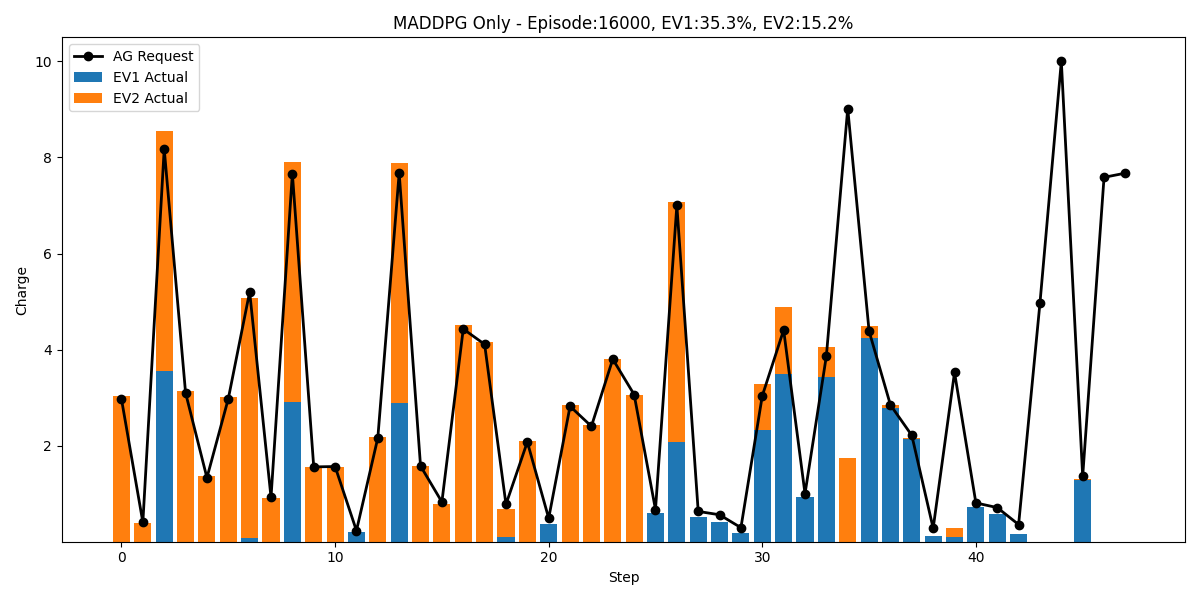 MADDPG Only - Episode:16000, EV1:35.3%, EV2:15.2%
AG Request
EV1 Actual
EV2 Actual
10
8
6
4
2
Charge
0 10 20 30 40
Step